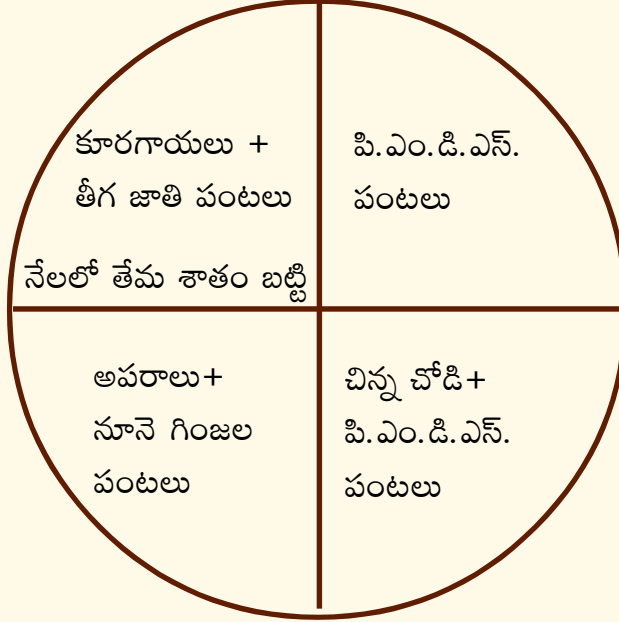 కూరగాయలు +
తీగ జాతి పంటలు
నేలలో తేమ శాతం బట్టి
పి.ఎం.డి.ఎస్.
పంటలు
అపరాలు+
నూనె గింజల
పంటలు
చిన్న చోడి+
పి.ఎం.డి.ఎస్.
పంటలు